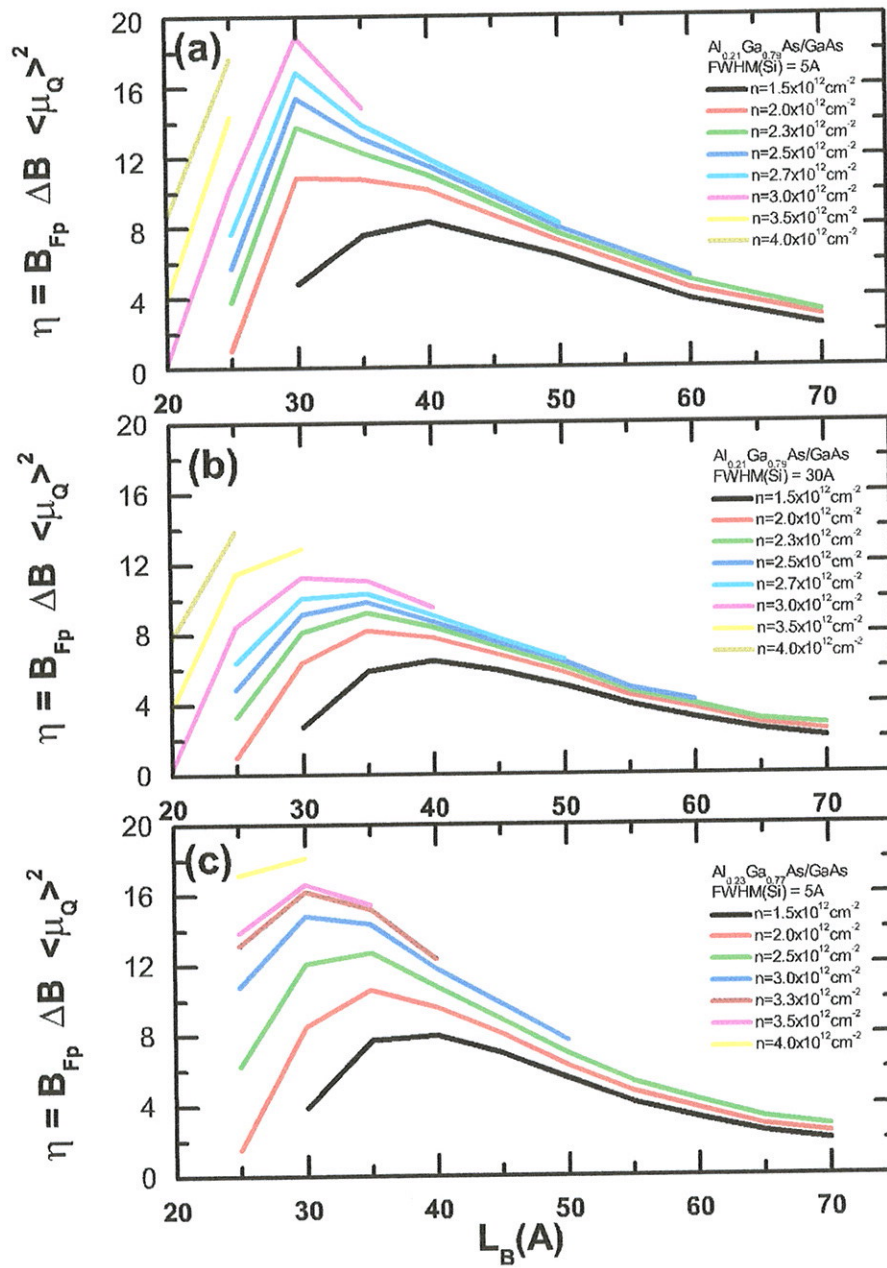 (a)
Al0.21Ga0.79As/GaAs
FWHM(Si) = 5A
n=1.5x10^12cm^-2
n=2.0x10^12cm^-2
n=2.3x10^12cm^-2
n=2.5x10^12cm^-2
n=2.7x10^12cm^-2
n=3.0x10^12cm^-2
n=3.5x10^12cm^-2
n=4.0x10^12cm^-2
η = B_Fp ΔB <μ_Q>^2
20
16
12
8
4
0
20 30 40 50 60 70
(b)
Al0.21Ga0.79As/GaAs
FWHM(Si) = 30A
n=1.5x10^12cm^-2
n=2.0x10^12cm^-2
n=2.3x10^12cm^-2
n=2.5x10^12cm^-2
n=2.7x10^12cm^-2
n=3.0x10^12cm^-2
n=3.5x10^12cm^-2
n=4.0x10^12cm^-2
η = B_Fp ΔB <μ_Q>^2
20
16
12
8
4
0
20 30 40 50 60 70
(c)
Al0.23Ga0.77As/GaAs
FWHM(Si) = 5A
n=1.5x10^12cm^-2
n=2.0x10^12cm^-2
n=2.5x10^12cm^-2
n=3.0x10^12cm^-2
n=3.3x10^12cm^-2
n=3.5x10^12cm^-2
n=4.0x10^12cm^-2
η = B_Fp ΔB <μ_Q>^2
20
16
12
8
4
0
20 30 40 50 60 70
L_B(A)